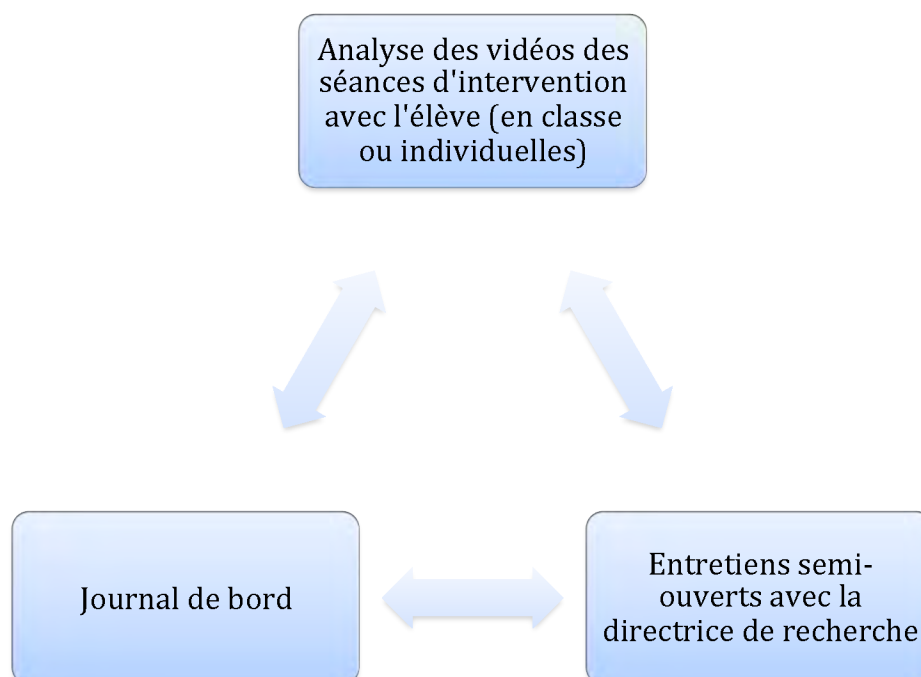 Analyse des vidéos des
séances d'intervention
avec l'élève (en classe
ou individuelles)
Journal de bord
Entretiens semi-
ouverts avec la
directrice de recherche